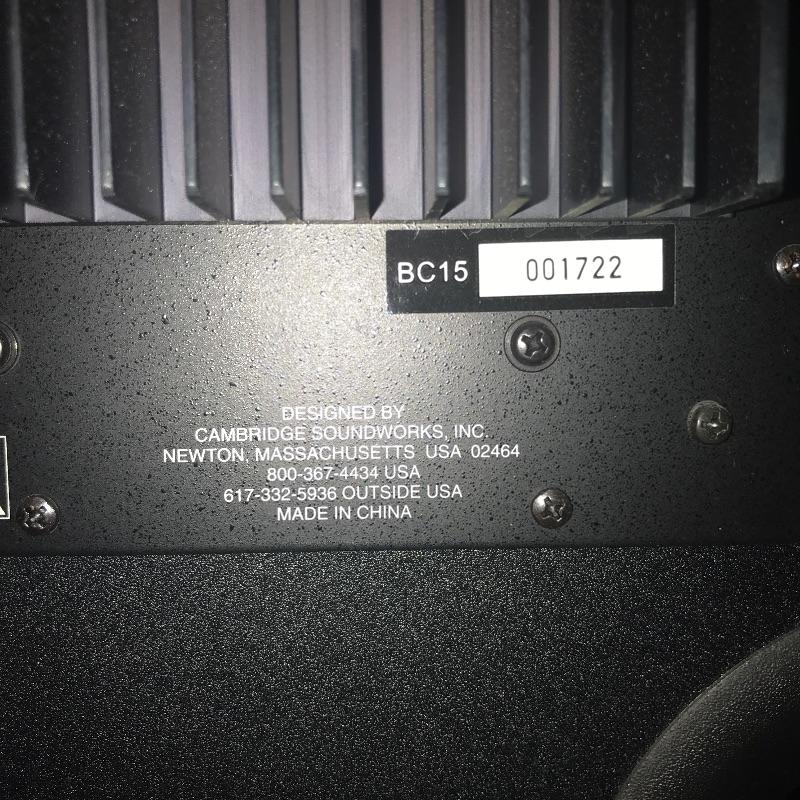 BC15 001722
DESIGNED BY
CAMBRIDGE SOUNDWORKS, INC.
NEWTON, MASSACHUSETTS USA 02464
800-367-4434 USA
617-332-5936 OUTSIDE USA
MADE IN CHINA